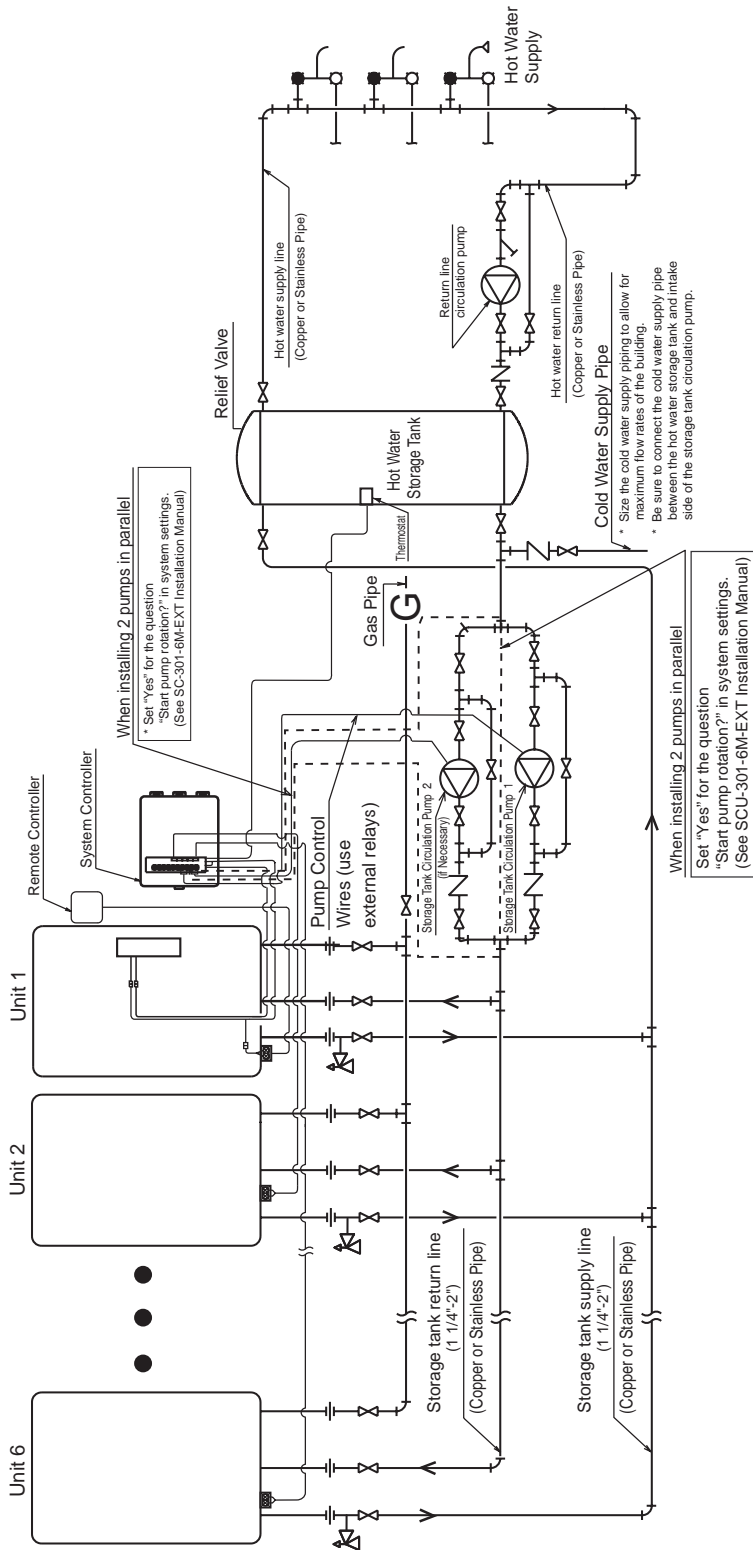 Unit 6
Unit 2
Unit 1
Remote Controller
System Controller
When installing 2 pumps in parallel
* Set "Yes" for the question
"Start pump rotation?" in system settings.
(See SC-301-6M-EXT Installation Manual)
Relief Valve
Hot water supply line
(Copper or Stainless Pipe)
Hot Water
Supply
Pump Control
Wires (use
external relays)
Gas Pipe
G
Thermostat
Hot Water
Storage Tank
Return line
circulation pump
Storage Tank Circulation Pump 2
(if Necessary)
Storage Tank Circulation Pump 1
Hot water return line
(Copper or Stainless Pipe)
Cold Water Supply Pipe
* Size the cold water supply piping to allow for
maximum flow rates of the building.
* Be sure to connect the cold water supply pipe
between the hot water storage tank and intake
side of the storage tank circulation pump.
Storage tank return line
(1 1/4"-2")
(Copper or Stainless Pipe)
Storage tank supply line
(1 1/4"-2")
(Copper or Stainless Pipe)
When installing 2 pumps in parallel
Set "Yes" for the question
"Start pump rotation?" in system settings.
(See SCU-301-6M-EXT Installation Manual)